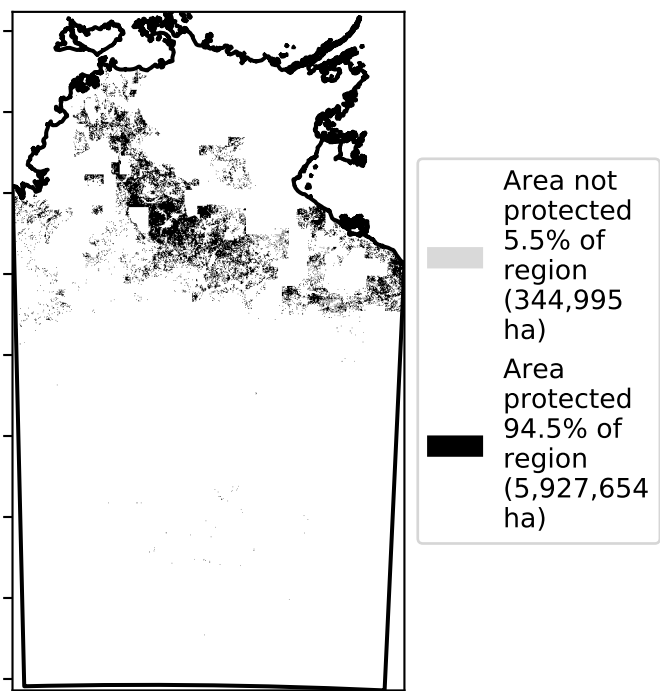 Area not
protected
5.5% of
region
(344,995
ha)
Area
protected
94.5% of
region
(5,927,654
ha)